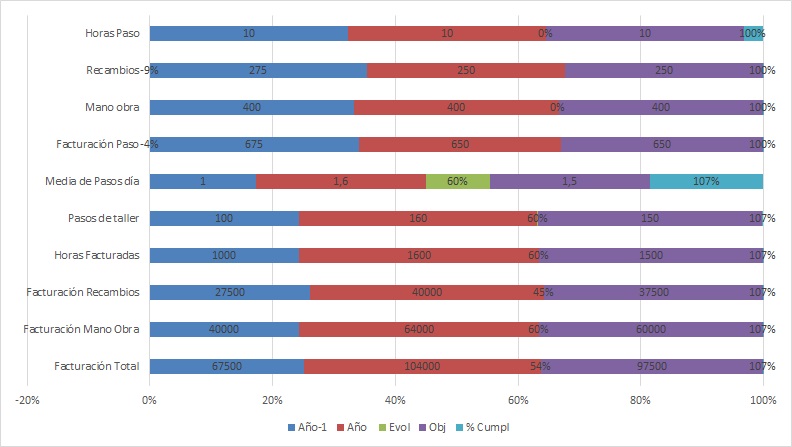 Horas Paso 10 10 0% 10 100%
Recambios -9% 275 250 250 100%
Mano obra 400 400 0% 400 100%
Facturación Paso -4% 675 650 650 100%
Media de Pasos día 1 1,6 60% 1,5 107%
Pasos de taller 100 160 60% 150 107%
Horas Facturadas 1000 1600 60% 1500 107%
Facturación Recambios 27500 40000 45% 37500 107%
Facturación Mano Obra 40000 64000 60% 60000 107%
Facturación Total 67500 104000 54% 97500 107%
-20% 0% 20% 40% 60% 80% 100%
Año-1 Año Evol Obj % Cumpl